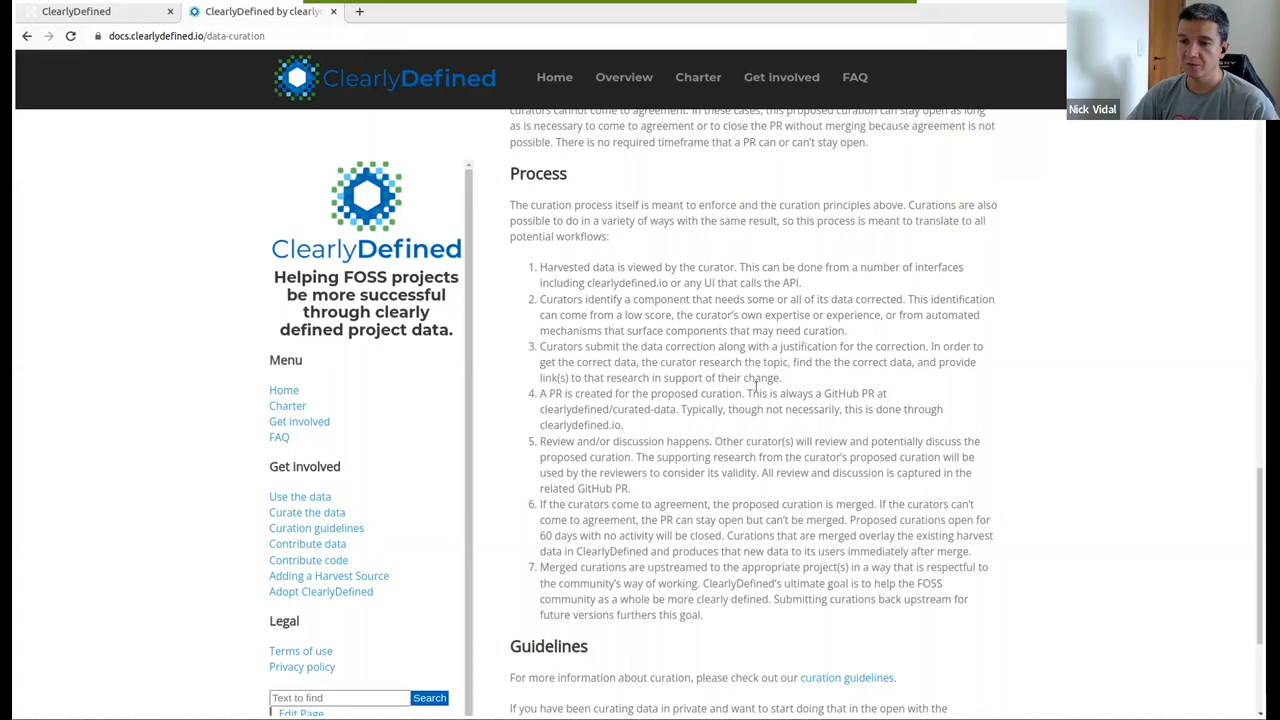 ClearlyDefined
ClearlyDefined by clearly
docs.clearlydefined.io/data-curation
ClearlyDefined
Home
Overview
Charter
Get involved
FAQ
Nick Vidal
curators cannot come to agreement. In these cases, this proposed curation can stay open as long
as is necessary to come to agreement or to close the PR without merging because agreement is not
possible. There is no required timeframe that a PR can or can't stay open.
Process
The curation process itself is meant to enforce and the curation principles above. Curations are also
possible to do in a variety of ways with the same result, so this process is meant to translate to all
potential workflows:
1. Harvested data is viewed by the curator. This can be done from a number of interfaces
including clearlydefined.io or any UI that calls the API.
2. Curators identify a component that needs some or all of its data corrected. This identification
can come from a low score, the curator's own expertise or experience, or from automated
mechanisms that surface components that may need curation.
3. Curators submit the data correction along with a justification for the correction. In order to
get the correct data, the curator research the topic, find the the correct data, and provide
link(s) to that research in support of their change.
4. A PR is created for the proposed curation. This is always a GitHub PR at
clearlydefined/curated-data. Typically, though not necessarily, this is done through
clearlydefined.io.
5. Review and/or discussion happens. Other curator(s) will review and potentially discuss the
proposed curation. The supporting research from the curator's proposed curation will be
used by the reviewers to consider its validity. All review and discussion is captured in the
related GitHub PR.
6. If the curators come to agreement, the proposed curation is merged. If the curators can't
come to agreement, the PR can stay open but can't be merged. Proposed curations open for
60 days with no activity will be closed. Curations that are merged overlay the existing harvest
data in ClearlyDefined and produces that new data to its users immediately after merge.
7. Merged curations are upstreamed to the appropriate project(s) in a way that is respectful to
the community's way of working. ClearlyDefined's ultimate goal is to help the FOSS
community as a whole be more clearly defined. Submitting curations back upstream for
future versions furthers this goal.
Guidelines
For more information about curation, please check out our curation guidelines.
If you have been curating data in private and want to start doing that in the open with the
ClearlyDefined
Helping FOSS projects
be more successful
through clearly
defined project data.
Menu
Home
Charter
Get involved
FAQ
Get involved
Use the data
Curate the data
Curation guidelines
Contribute data
Contribute code
Adding a Harvest Source
Adopt ClearlyDefined
Legal
Terms of use
Privacy policy
Text to find
Search
Edit Page